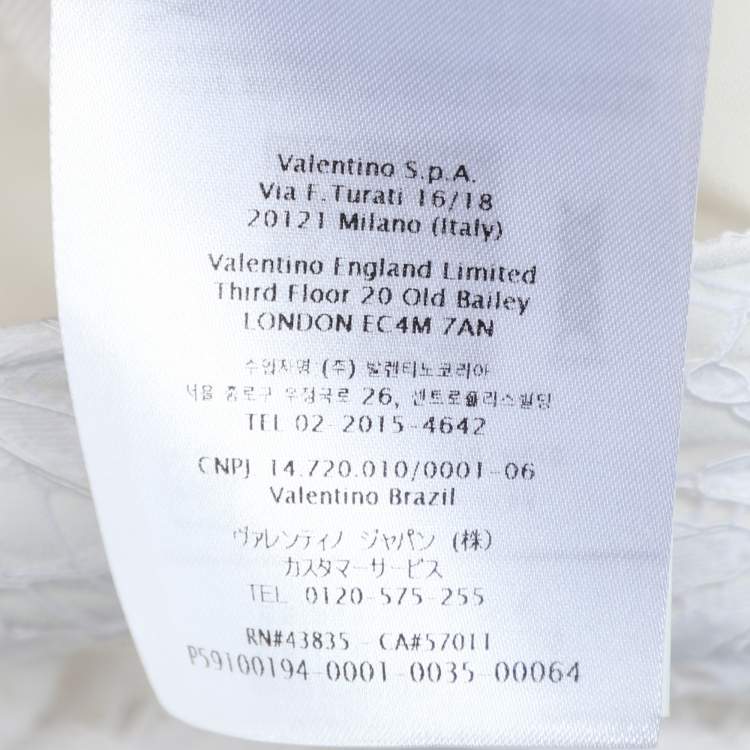 Valentino S.p.A.
Via F. Turati 16/18
20121 Milano (Italy)
Valentino England Limited
Third Floor 20 Old Bailey
LONDON EC4M 7AN
수입자명 (주) 발렌티노코리아
서울 종로구 우정국로 26, 센트로폴리스빌딩
TEL 02-2015-4642
CNPJ 14.720.010/0001-06
Valentino Brazil
ヴァレンティノ ジャパン (株)
カスタマーサービス
TEL 0120-575-255
RN#43835 - CA#57011
P59100194-0001-0035-00064